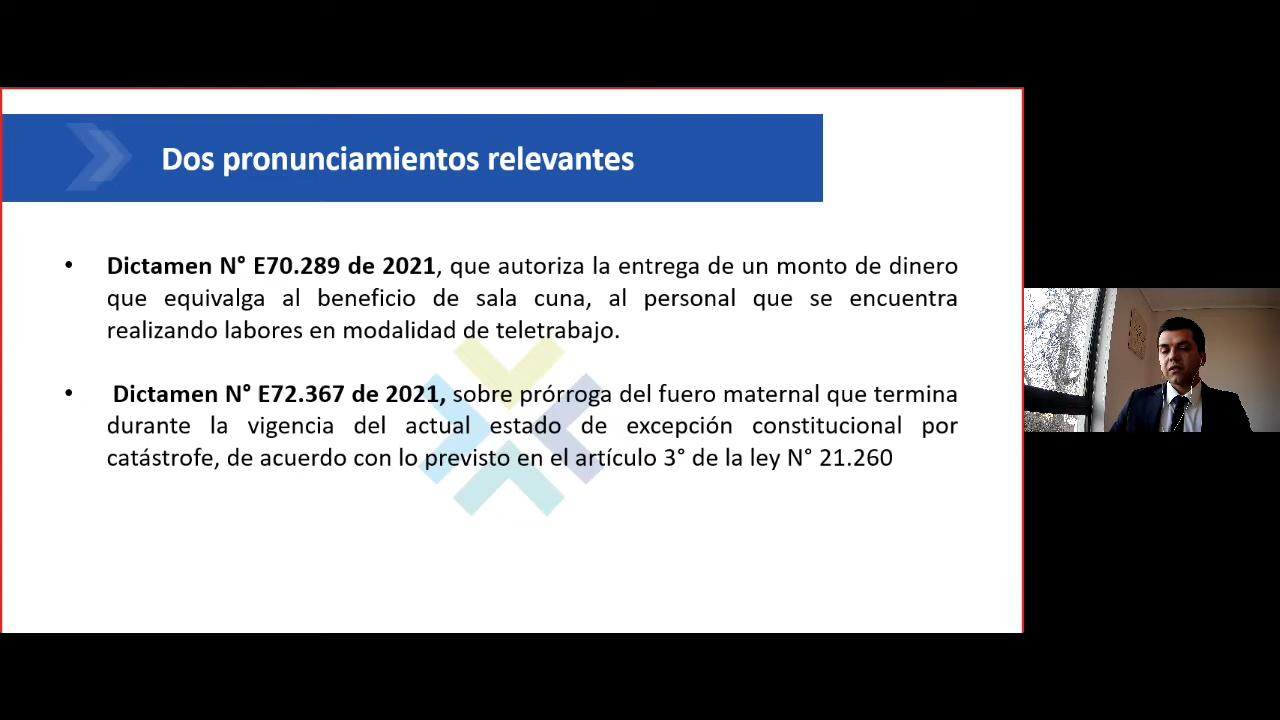 Dos pronunciamientos relevantes
• Dictamen N° E70.289 de 2021, que autoriza la entrega de un monto de dinero
que equivalga al beneficio de sala cuna, al personal que se encuentra
realizando labores en modalidad de teletrabajo.
• Dictamen N° E72.367 de 2021, sobre prórroga del fuero maternal que termina
durante la vigencia del actual estado de excepción constitucional por
catástrofe, de acuerdo con lo previsto en el artículo 3° de la ley N° 21.260